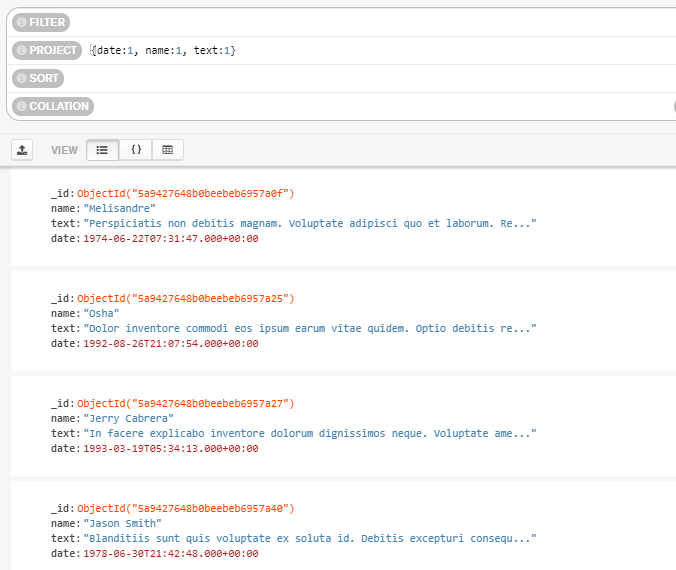 FILTER
PROJECT {date:1, name:1, text:1}
SORT
COLLATION
VIEW {}
_id: ObjectId("5a9427648b0beebeb6957a0f")
name: "Melisandre"
text: "Perspiciatis non debitis magnam. Voluptate adipisci quo et laborum. Re..."
date: 1974-06-22T07:31:47.000+00:00
_id: ObjectId("5a9427648b0beebeb6957a25")
name: "Osha"
text: "Dolor inventore commodi eos ipsum earum vitae quidem. Optio debitis re..."
date: 1992-08-26T21:07:54.000+00:00
_id: ObjectId("5a9427648b0beebeb6957a27")
name: "Jerry Cabrera"
text: "In facere explicabo inventore dolorum dignissimos neque. Voluptate ame..."
date: 1993-03-19T05:34:13.000+00:00
_id: ObjectId("5a9427648b0beebeb6957a40")
name: "Jason Smith"
text: "Blanditiis sunt quis voluptate ex soluta id. Debitis excepturi consequ..."
date: 1978-06-30T21:42:48.000+00:00